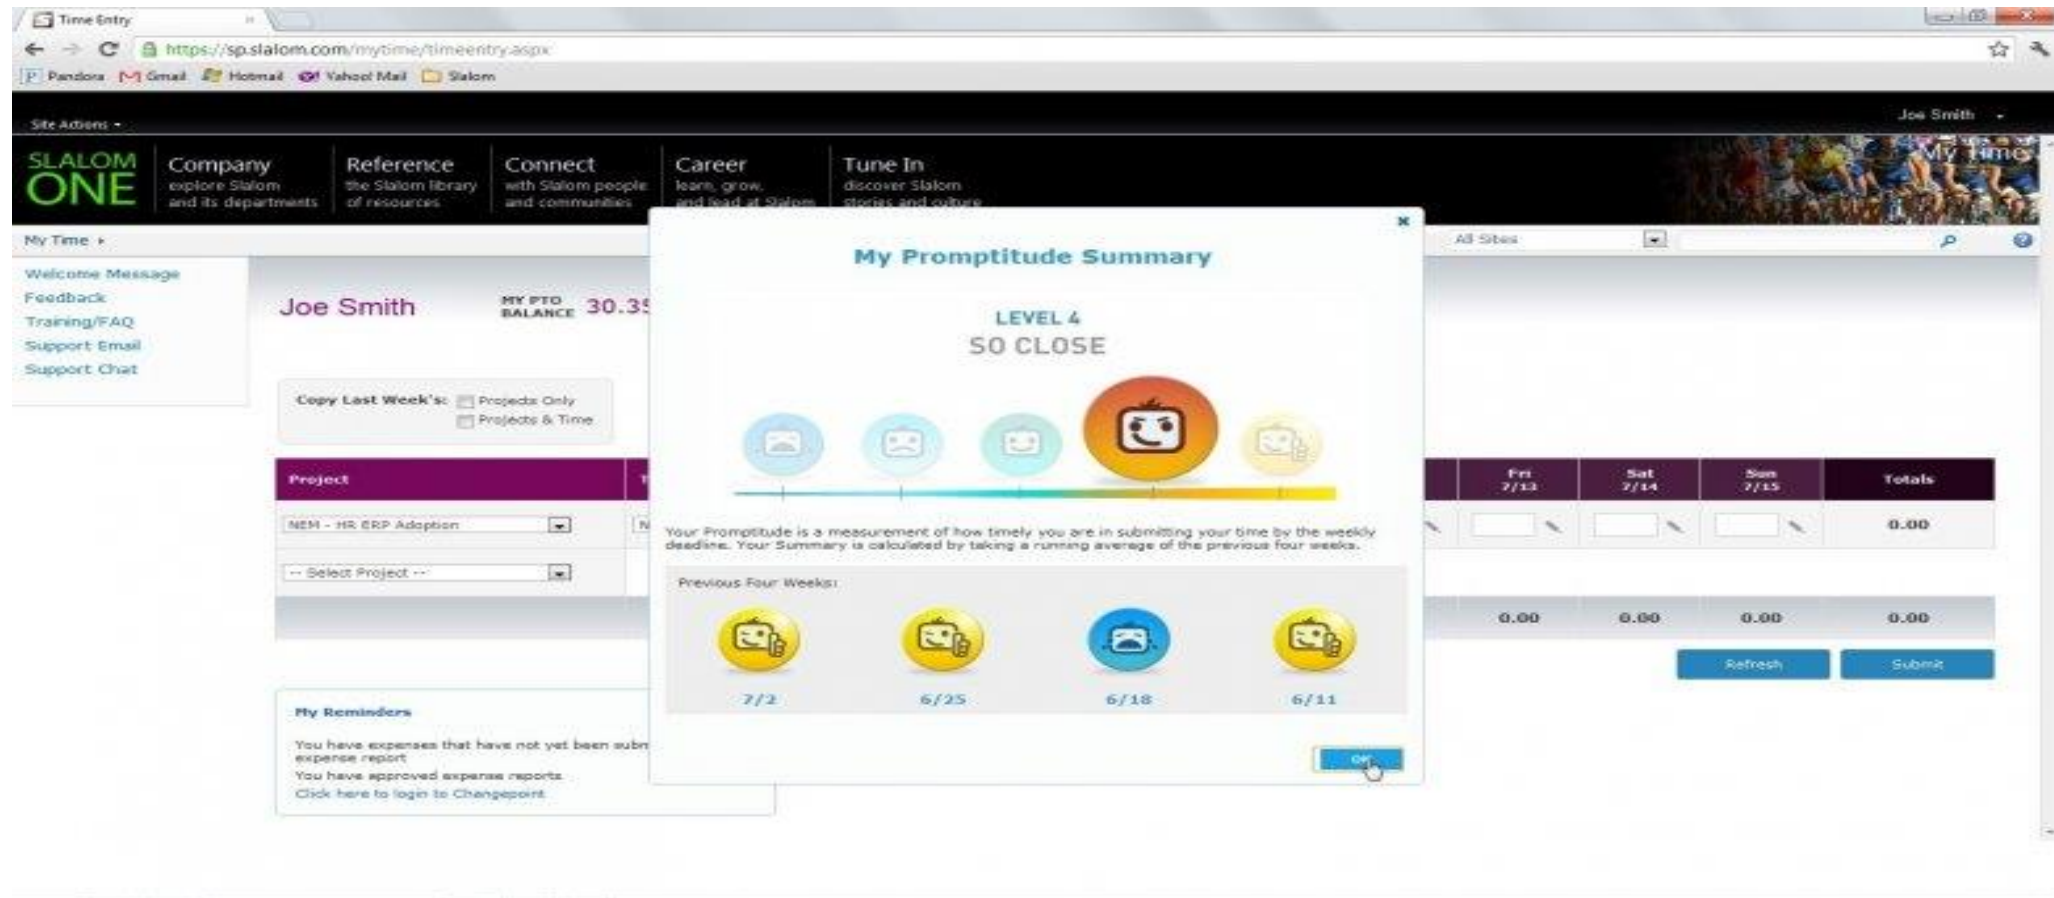 Time Entry
https://sp.slalom.com/mytime/timeentry.aspx
Pandora Gmail Hotmail Yahoo! Mail Slalom
Joe Smith
Site Actions
SLALOM
ONE
Company
explore Slalom
and its departments
Reference
the Slalom library
of resources
Connect
with Slalom people
and communities
Career
learn, grow,
and lead at Slalom
Tune In
discover Slalom
stories and culture
My Time
My Time
All Sites
Welcome Message
Feedback
Training/FAQ
Support Email
Support Chat
Joe Smith
MY PTO
BALANCE
30.35
Copy Last Week's:
Projects Only
Projects & Time
Project
Fri
7/13
Sat
7/14
Sun
7/15
Totals
NEM - HR ERP Adoption
0.00
-- Select Project --
0.00 0.00 0.00 0.00
Refresh Submit
My Reminders
You have expenses that have not yet been
expense report
You have approved expense reports
Click here to login to Changepoint
My Promptitude Summary
LEVEL 4
SO CLOSE
Your Promptitude is a measurement of how timely you are in submitting your time by the weekly
deadline. Your Summary is calculated by taking a running average of the previous four weeks.
Previous Four Weeks:
7/2 6/25 6/18 6/11
OK